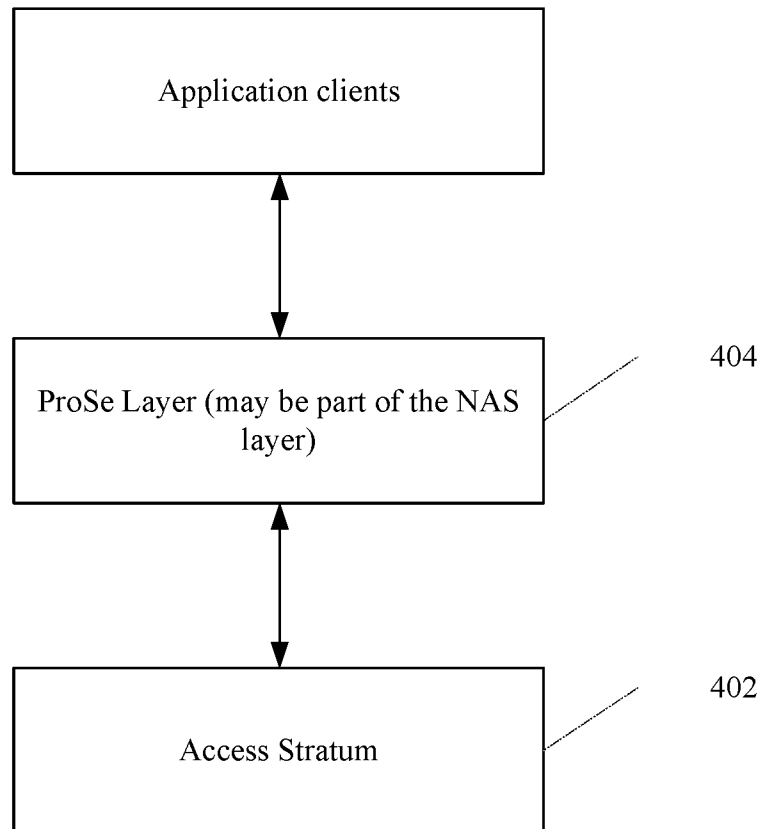 Application clients
ProSe Layer (may be part of the NAS
layer)
404
Access Stratum
402